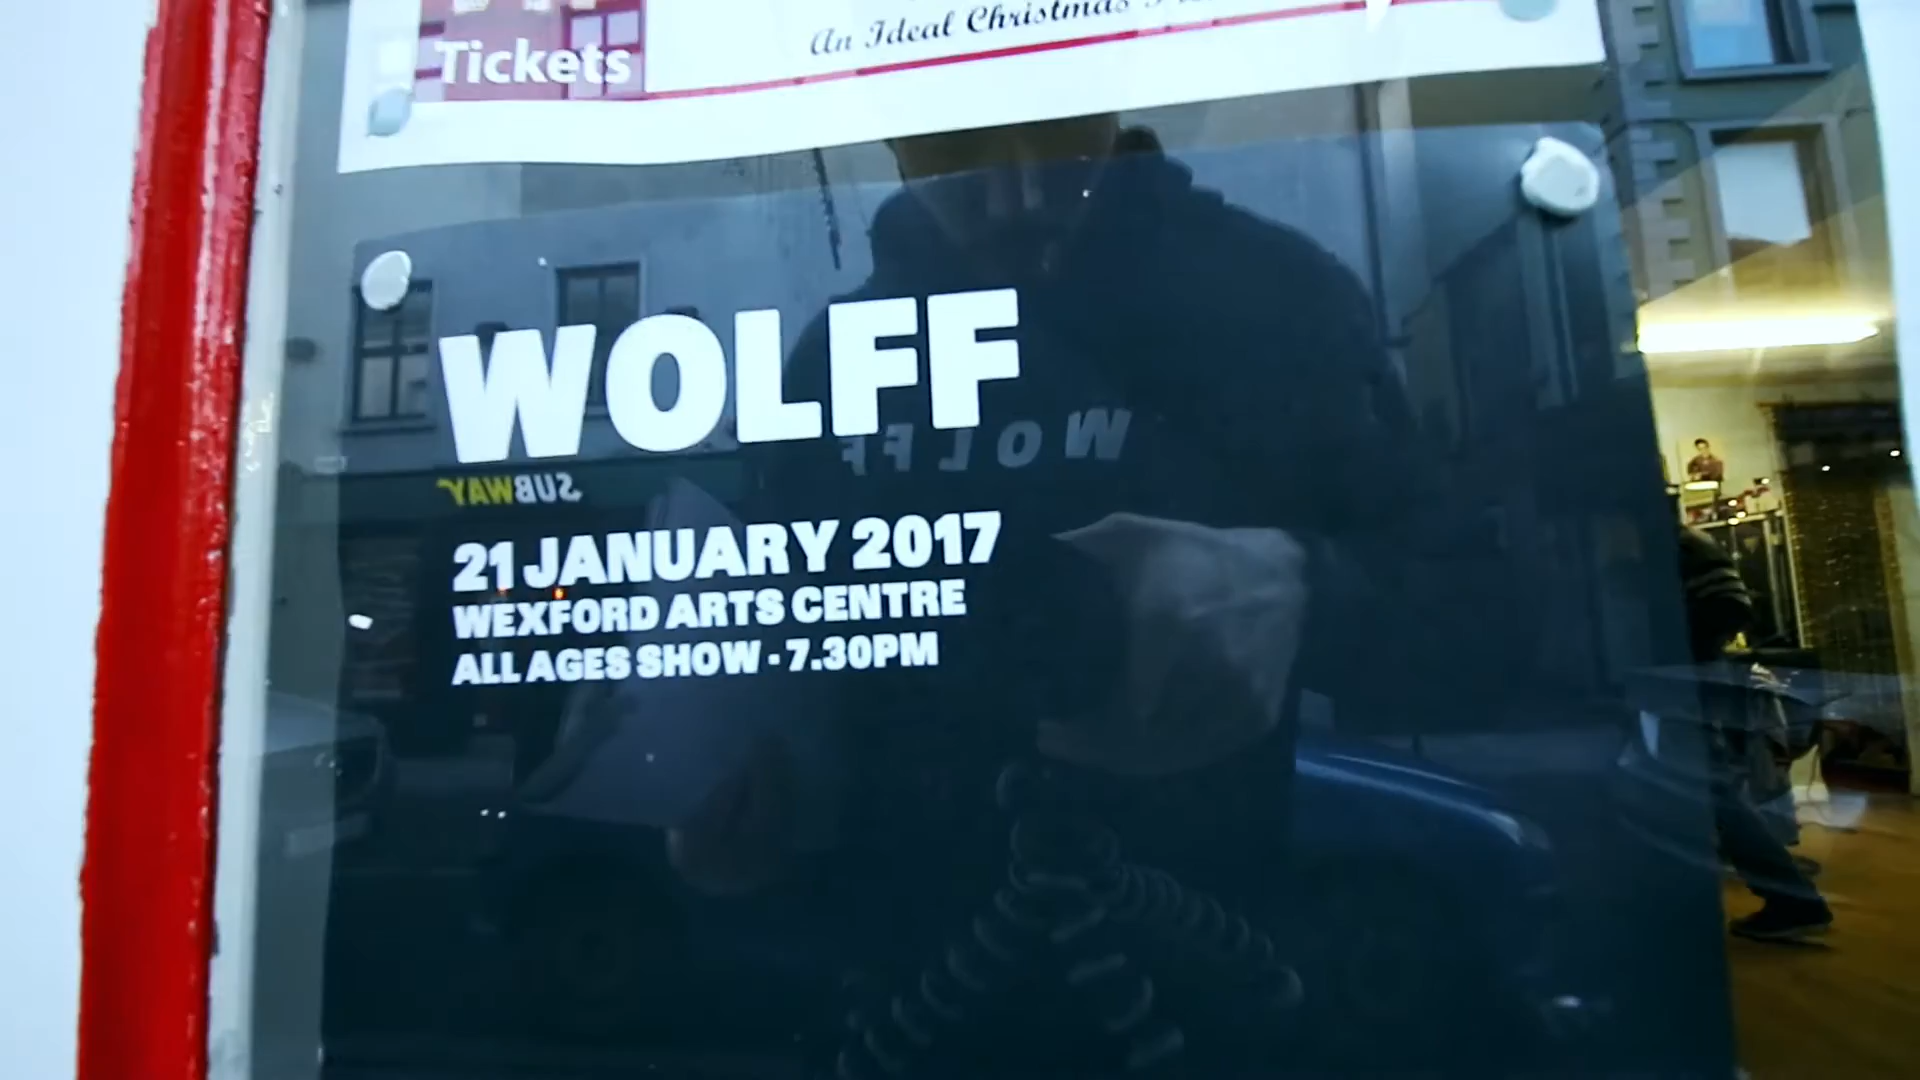 Tickets
An Ideal Christmas
WOLFF
WOLFF
SUBWAY
21 JANUARY 2017
WEXFORD ARTS CENTRE
ALL AGES SHOW - 7.30PM